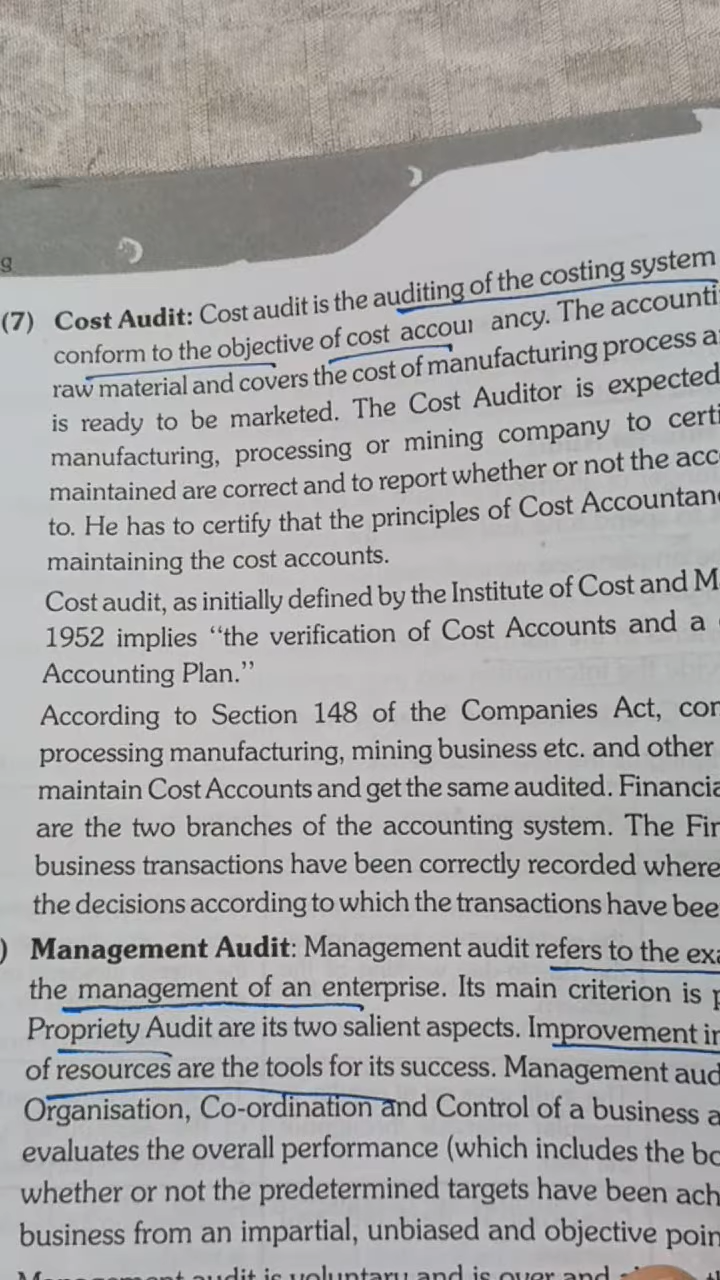 g
(7) Cost Audit: Cost audit is the auditing of the costing system
conform to the objective of cost accou ancy. The accounti
raw material and covers the cost of manufacturing process a
is ready to be marketed. The Cost Auditor is expected
manufacturing, processing or mining company to certi
maintained are correct and to report whether or not the acc
to. He has to certify that the principles of Cost Accountan
maintaining the cost accounts.
Cost audit, as initially defined by the Institute of Cost and M
1952 implies “the verification of Cost Accounts and a
Accounting Plan.”
According to Section 148 of the Companies Act, cor
processing manufacturing, mining business etc. and other
maintain Cost Accounts and get the same audited. Financia
are the two branches of the accounting system. The Fin
business transactions have been correctly recorded where
the decisions according to which the transactions have bee
) Management Audit: Management audit refers to the exa
the management of an enterprise. Its main criterion is p
Propriety Audit are its two salient aspects. Improvement in
of resources are the tools for its success. Management aud
Organisation, Co-ordination and Control of a business a
evaluates the overall performance (which includes the bo
whether or not the predetermined targets have been ach
business from an impartial, unbiased and objective poin
audit is voluntary and is over and